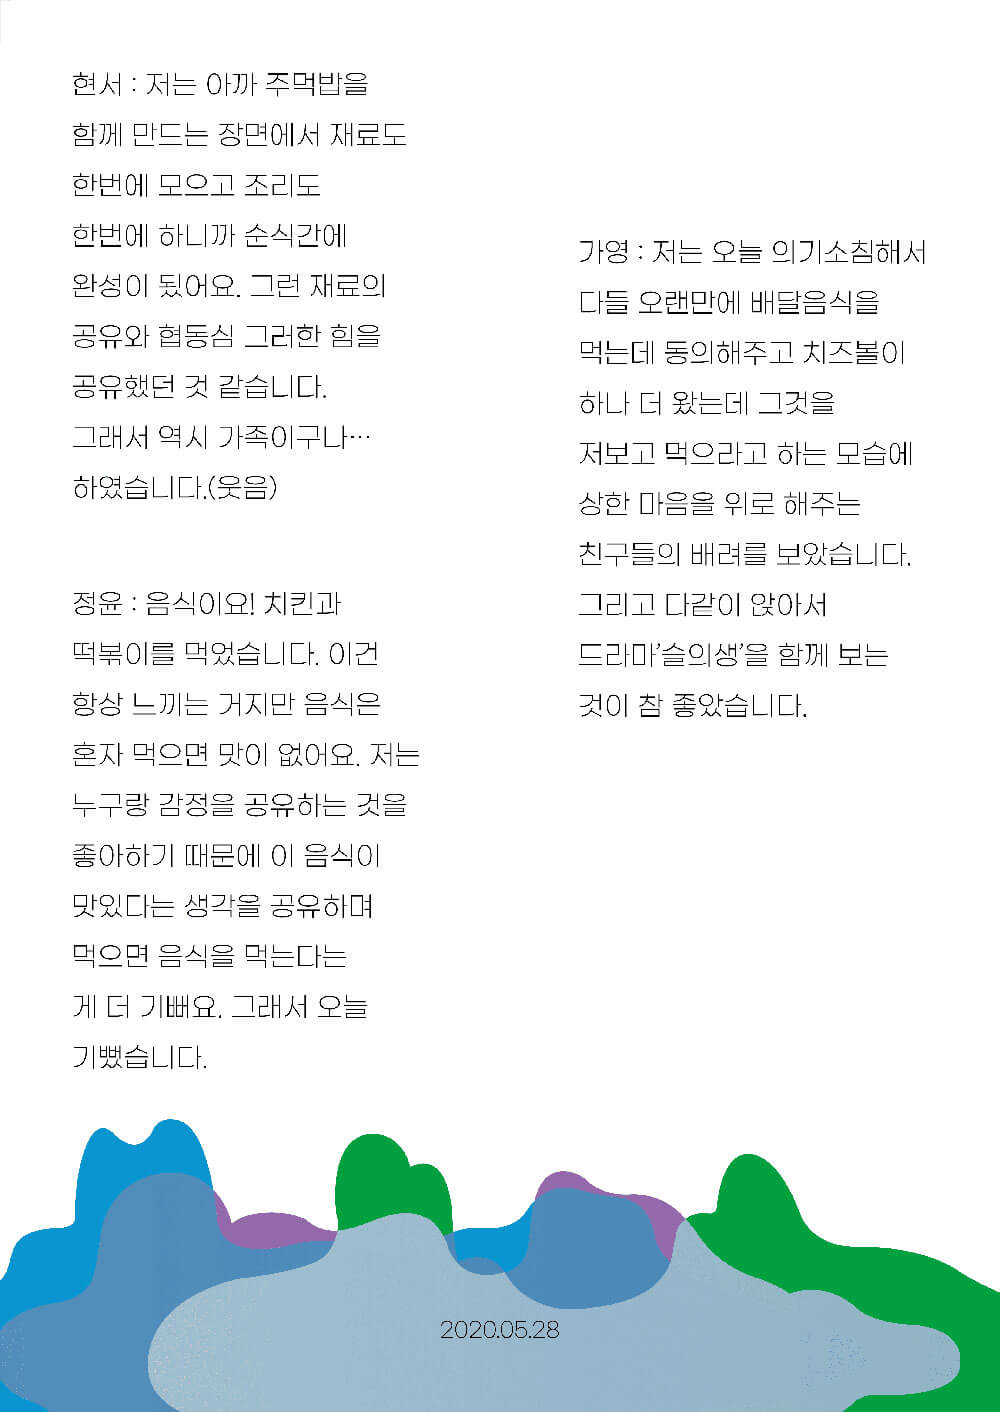 현서 : 저는 아까 주먹밥을
함께 만드는 장면에서 재료도
한번에 모으고 조리도
한번에 하니까 순식간에
완성이 됬어요. 그런 재료의
공유와 협동심 그러한 힘을
공유했던 것 같습니다.
그래서 역시 가족이구나…
하였습니다.(웃음)
정윤 : 음식이요! 치킨과
떡볶이를 먹었습니다. 이건
항상 느끼는 거지만 음식은
혼자 먹으면 맛이 없어요. 저는
누구랑 감정을 공유하는 것을
좋아하기 때문에 이 음식이
맛있다는 생각을 공유하며
먹으면 음식을 먹는다는
게 더 기뻐요. 그래서 오늘
기뻤습니다.
가영 : 저는 오늘 의기소침해서
다들 오랜만에 배달음식을
먹는데 동의해주고 치즈볼이
하나 더 왔는데 그것을
저보고 먹으라고 하는 모습에
상한 마음을 위로 해주는
친구들의 배려를 보았습니다.
그리고 다같이 앉아서
드라마'슬의생'을 함께 보는
것이 참 좋았습니다.
2020.05.28